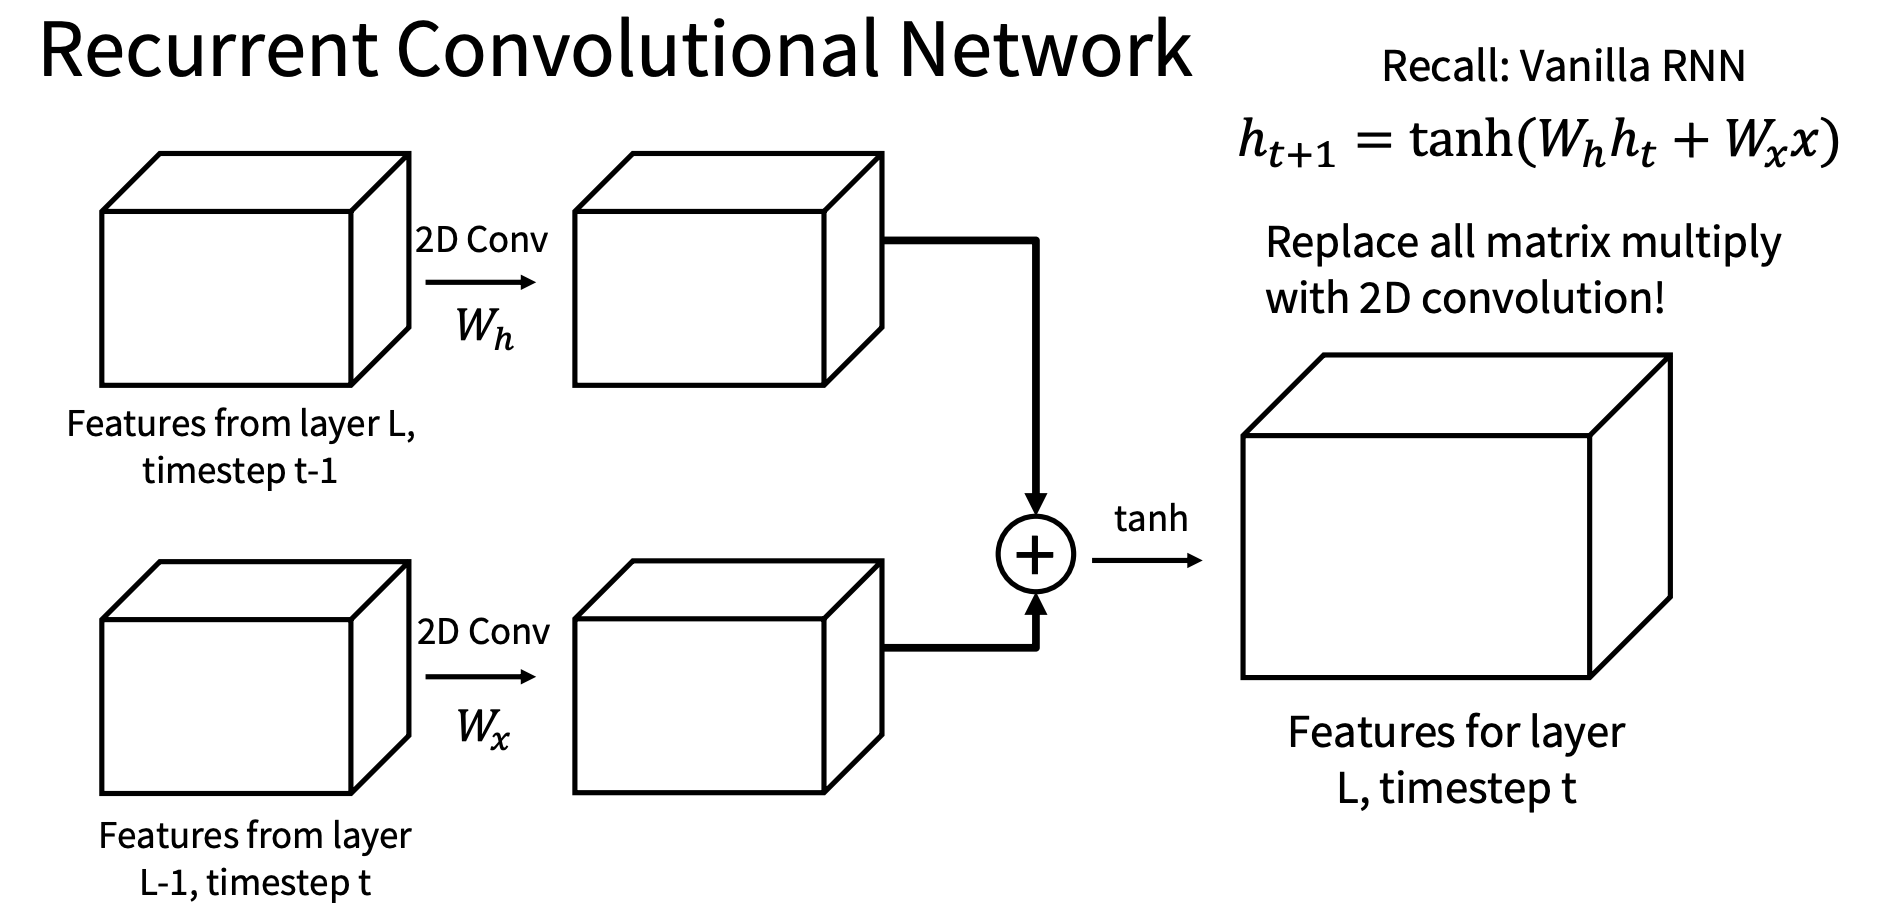 Recurrent Convolutional Network
Recall: Vanilla RNN
h_{t+1} = tanh(W_h h_t + W_x x)
Replace all matrix multiply
with 2D convolution!
2D Conv
W_h
Features from layer L,
timestep t-1
+
tanh
2D Conv
W_x
Features from layer
L-1, timestep t
Features for layer
L, timestep t